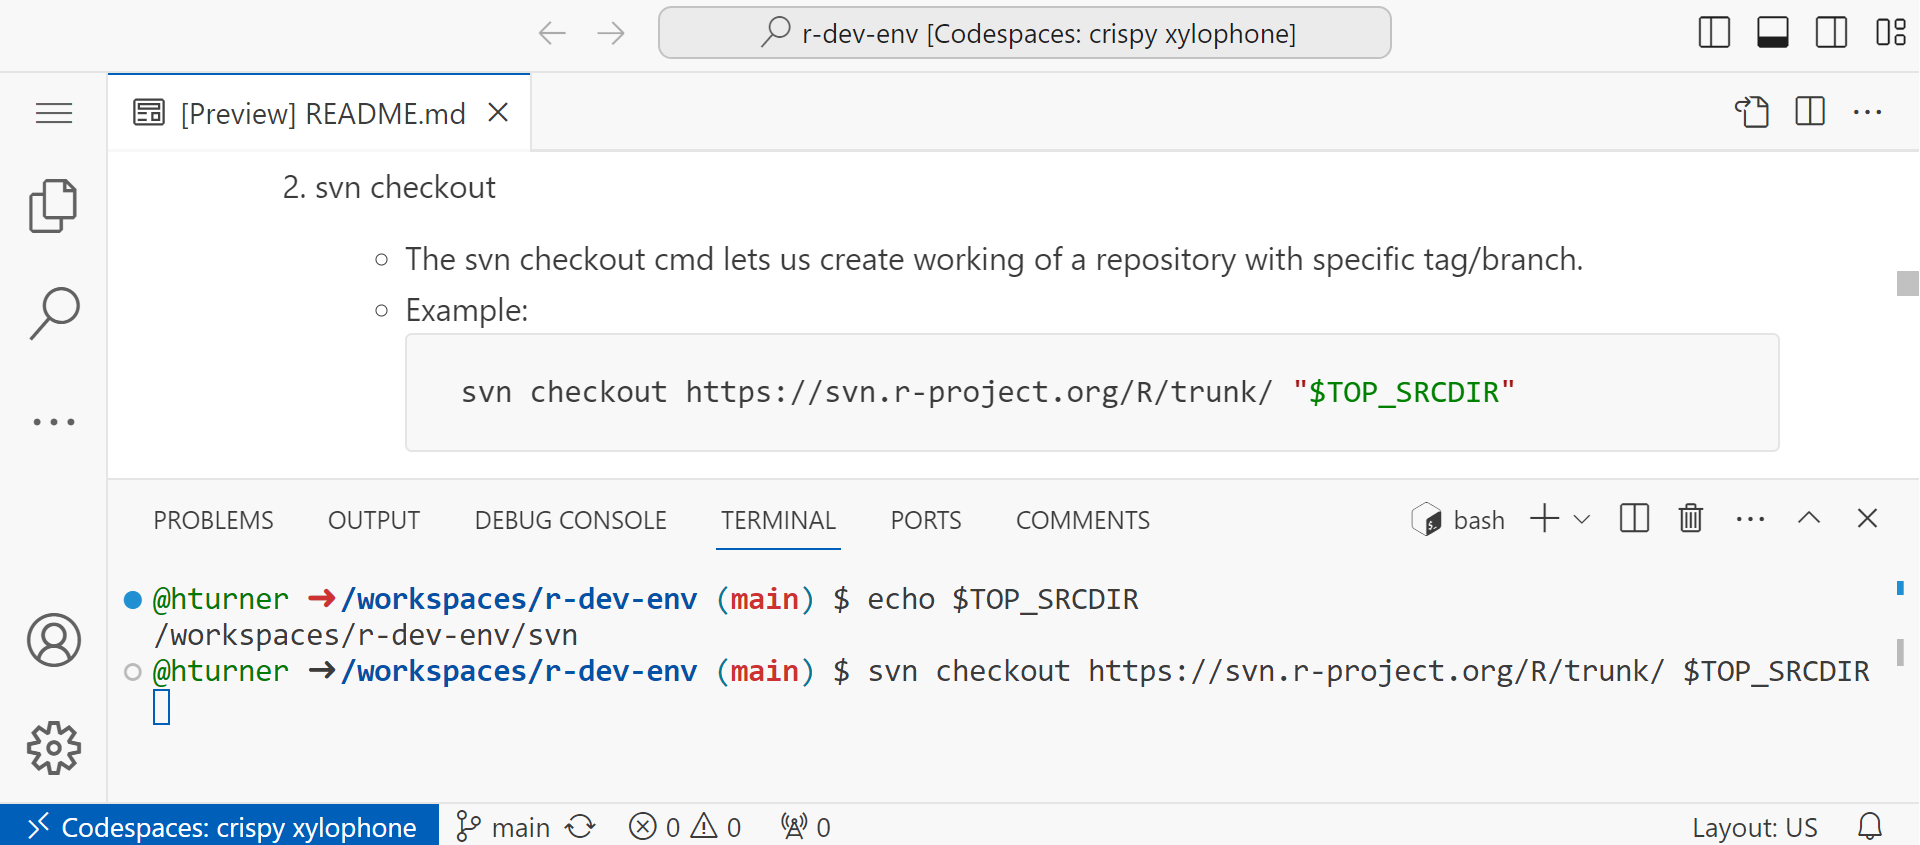 r-dev-env [Codespaces: crispy xylophone]
[Preview] README.md
2. svn checkout
The svn checkout cmd lets us create working of a repository with specific tag/branch.
Example:
svn checkout https://svn.r-project.org/R/trunk/ "$TOP_SRCDIR"
PROBLEMS OUTPUT DEBUG CONSOLE TERMINAL PORTS COMMENTS bash
@hturner ➜/workspaces/r-dev-env (main) $ echo $TOP_SRCDIR
/workspaces/r-dev-env/svn
@hturner ➜/workspaces/r-dev-env (main) $ svn checkout https://svn.r-project.org/R/trunk/ $TOP_SRCDIR
Codespaces: crispy xylophone main 0 0 0 Layout: US